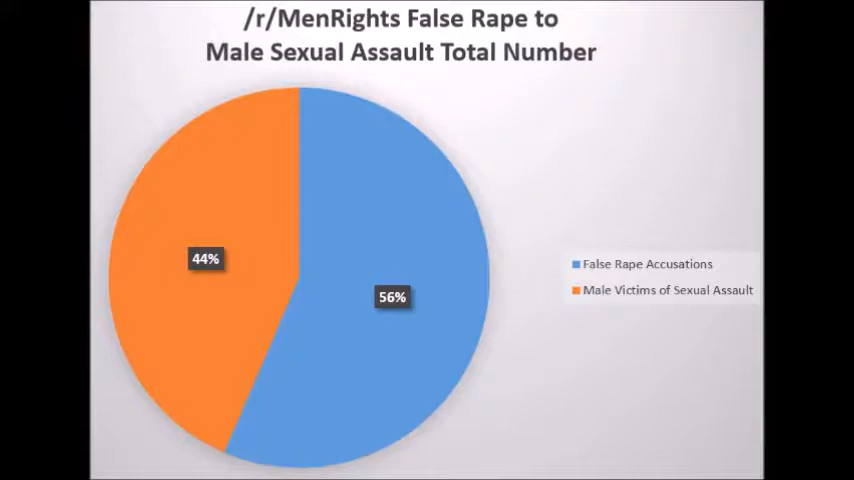 /r/MenRights False Rape to
Male Sexual Assault Total Number
44%
56%
False Rape Accusations
Male Victims of Sexual Assault